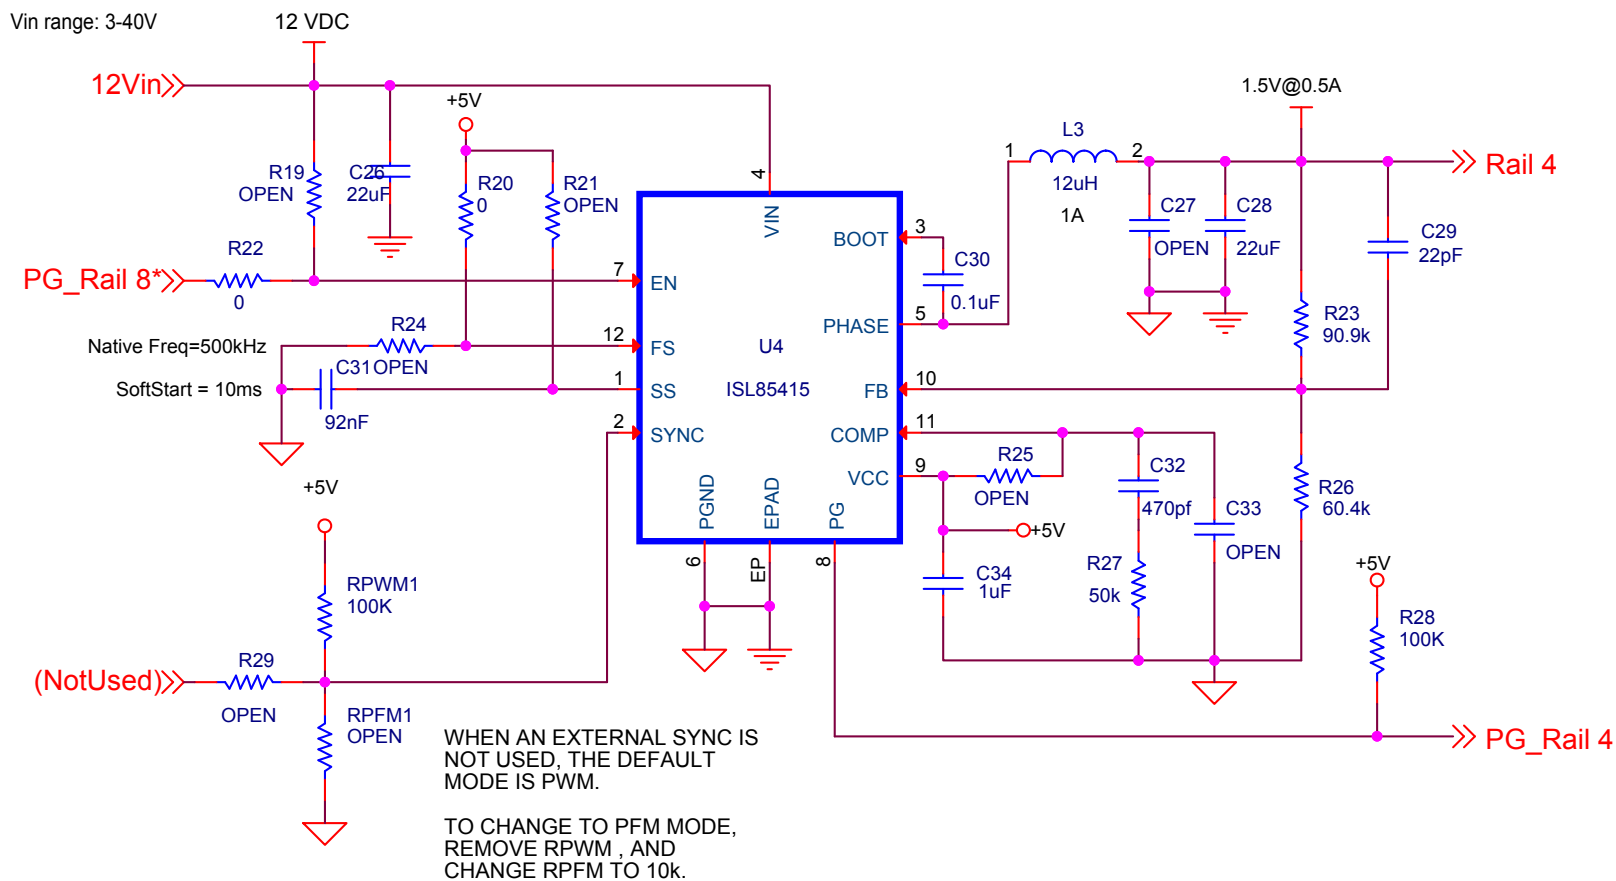 Vin range: 3-40V
12 VDC
12Vin
+5V
1.5V@0.5A
R19
OPEN
C26
22uF
R20
0
R21
OPEN
4
VIN
1
L3
2
12uH
1A
Rail 4
C27
OPEN
C28
22uF
C29
22pF
BOOT
3
C30
0.1uF
R22
0
PG_Rail 8*
7
EN
PHASE
5
R23
90.9k
Native Freq=500kHz
R24
OPEN
12
FS
U4
ISL85415
SoftStart = 10ms
C31
92nF
1
SS
FB
10
2
SYNC
COMP
11
VCC
9
R25
OPEN
C32
470pf
C33
OPEN
R26
60.4k
PGND
EPAD
PG
6
EP
8
+5V
C34
1uF
R27
50k
+5V
R28
100K
+5V
RPWM1
100K
(NotUsed)
R29
OPEN
RPFM1
OPEN
PG_Rail 4
WHEN AN EXTERNAL SYNC IS
NOT USED, THE DEFAULT
MODE IS PWM.
TO CHANGE TO PFM MODE,
REMOVE RPWM , AND
CHANGE RPFM TO 10k.